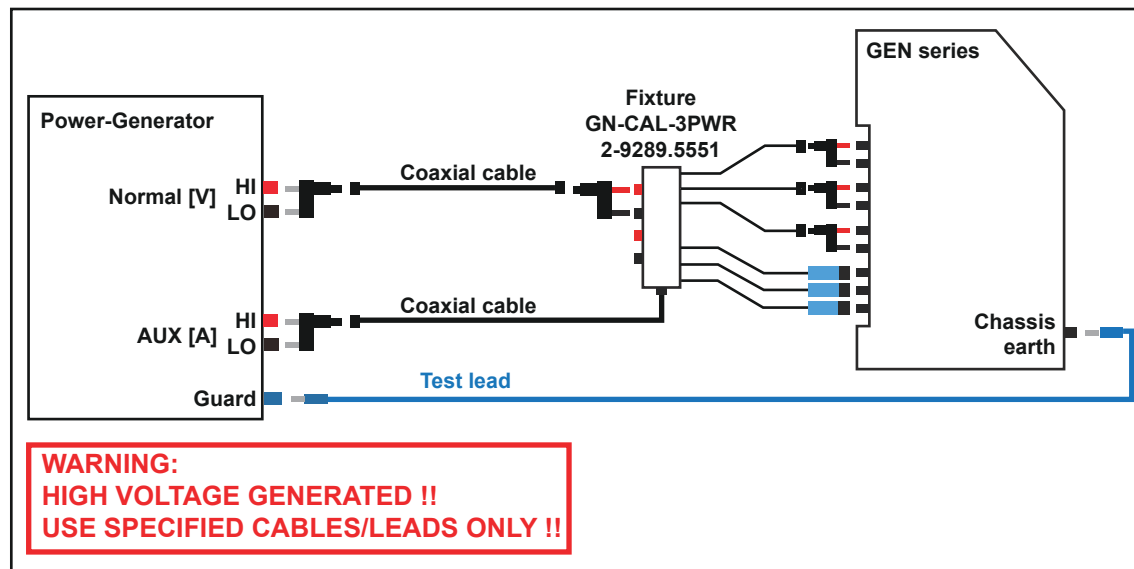 GEN series
Power-Generator
Fixture
GN-CAL-3PWR
2-9289.5551
Normal [V]
HI
LO
Coaxial cable
AUX [A]
HI
LO
Coaxial cable
Chassis
earth
Guard
Test lead
WARNING:
HIGH VOLTAGE GENERATED !!
USE SPECIFIED CABLES/LEADS ONLY !!